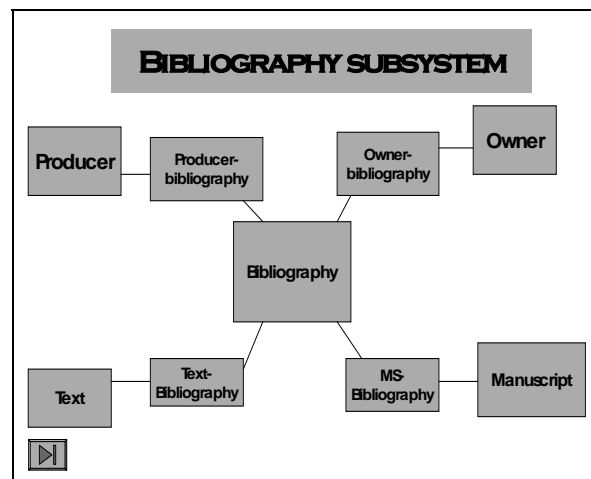 BIBLIOGRAPHY SUBSYSTEM
Producer
Producer-
bibliography
Owner-
bibliography
Owner
Bibliography
Text
Text-
Bibliography
MS-
Bibliography
Manuscript